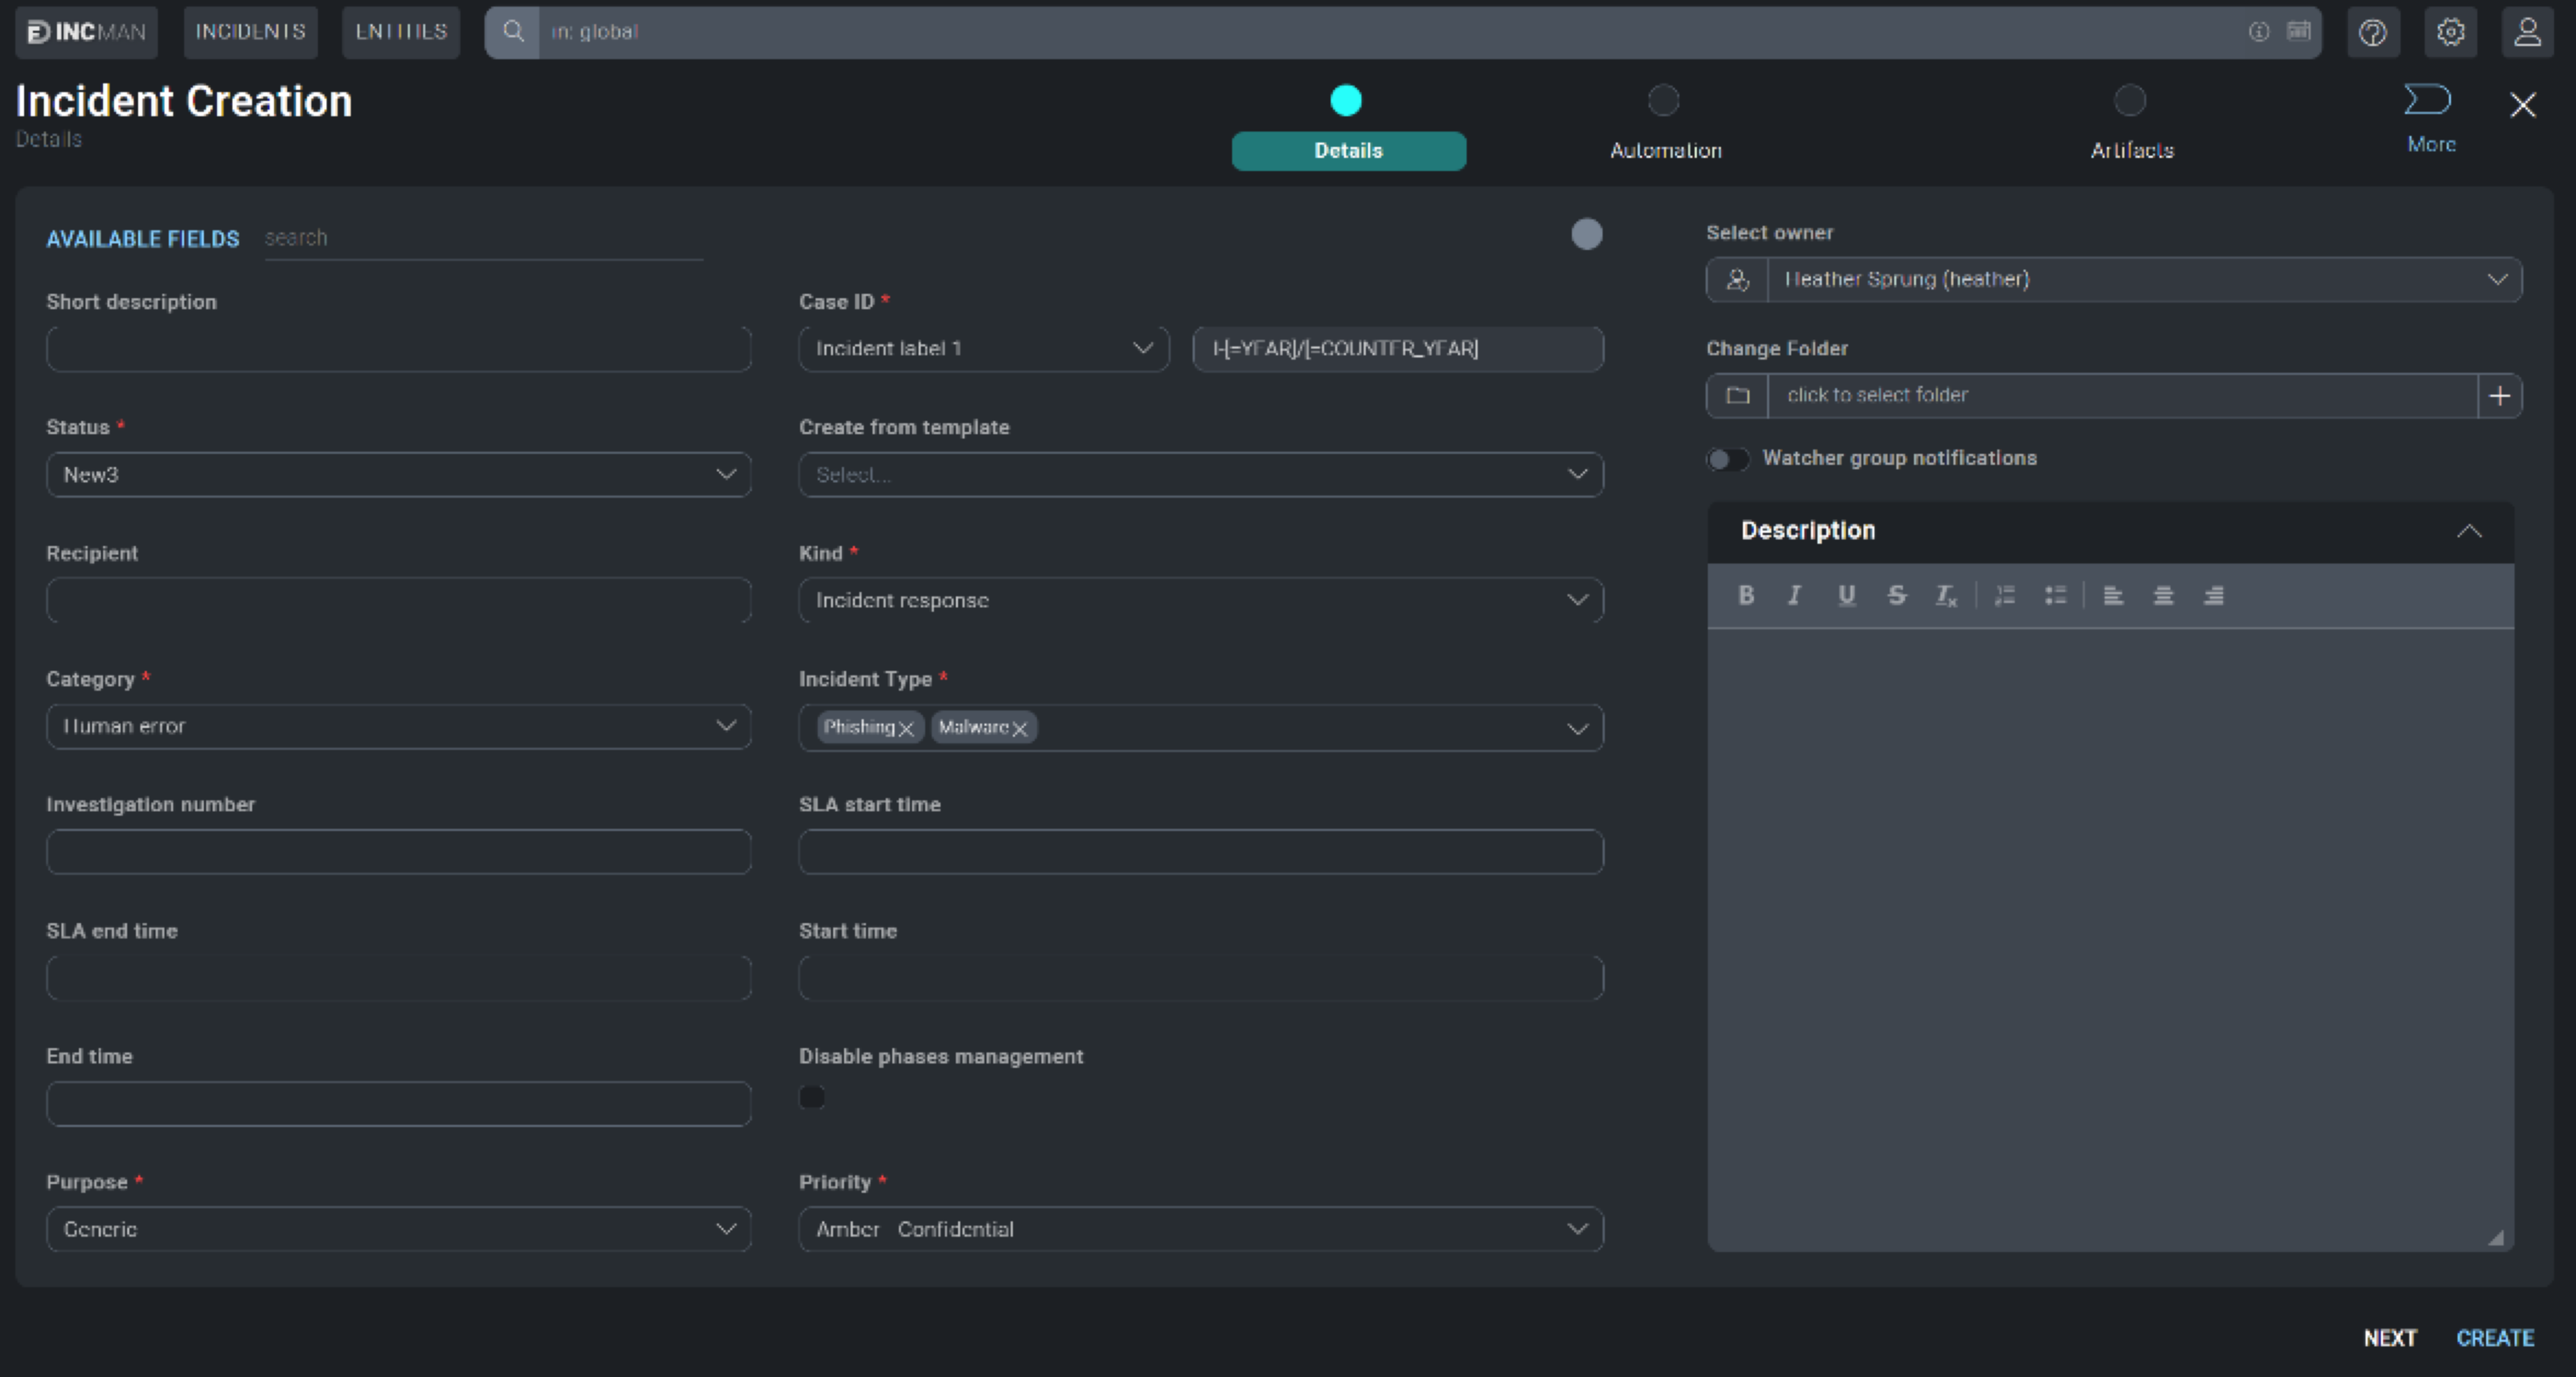 INCMAN INCIDENTS ENTITIES in: global
Incident Creation
Details
Details Automation Artifacts More
AVAILABLE FIELDS search
Short description
Case ID *
Incident label 1 I-[=YEAR]/[=COUNTER_YEAR]
Status *
New3
Create from template
Select...
Recipient
Kind *
Incident response
Category *
Human error
Incident Type *
Phishing Malware
Investigation number
SLA start time
SLA end time
Start time
End time
Disable phases management
Purpose *
Generic
Priority *
Amber Confidential
Select owner
Heather Sprung (heather)
Change Folder
click to select folder
Watcher group notifications
Description
B I U S Tx
NEXT CREATE